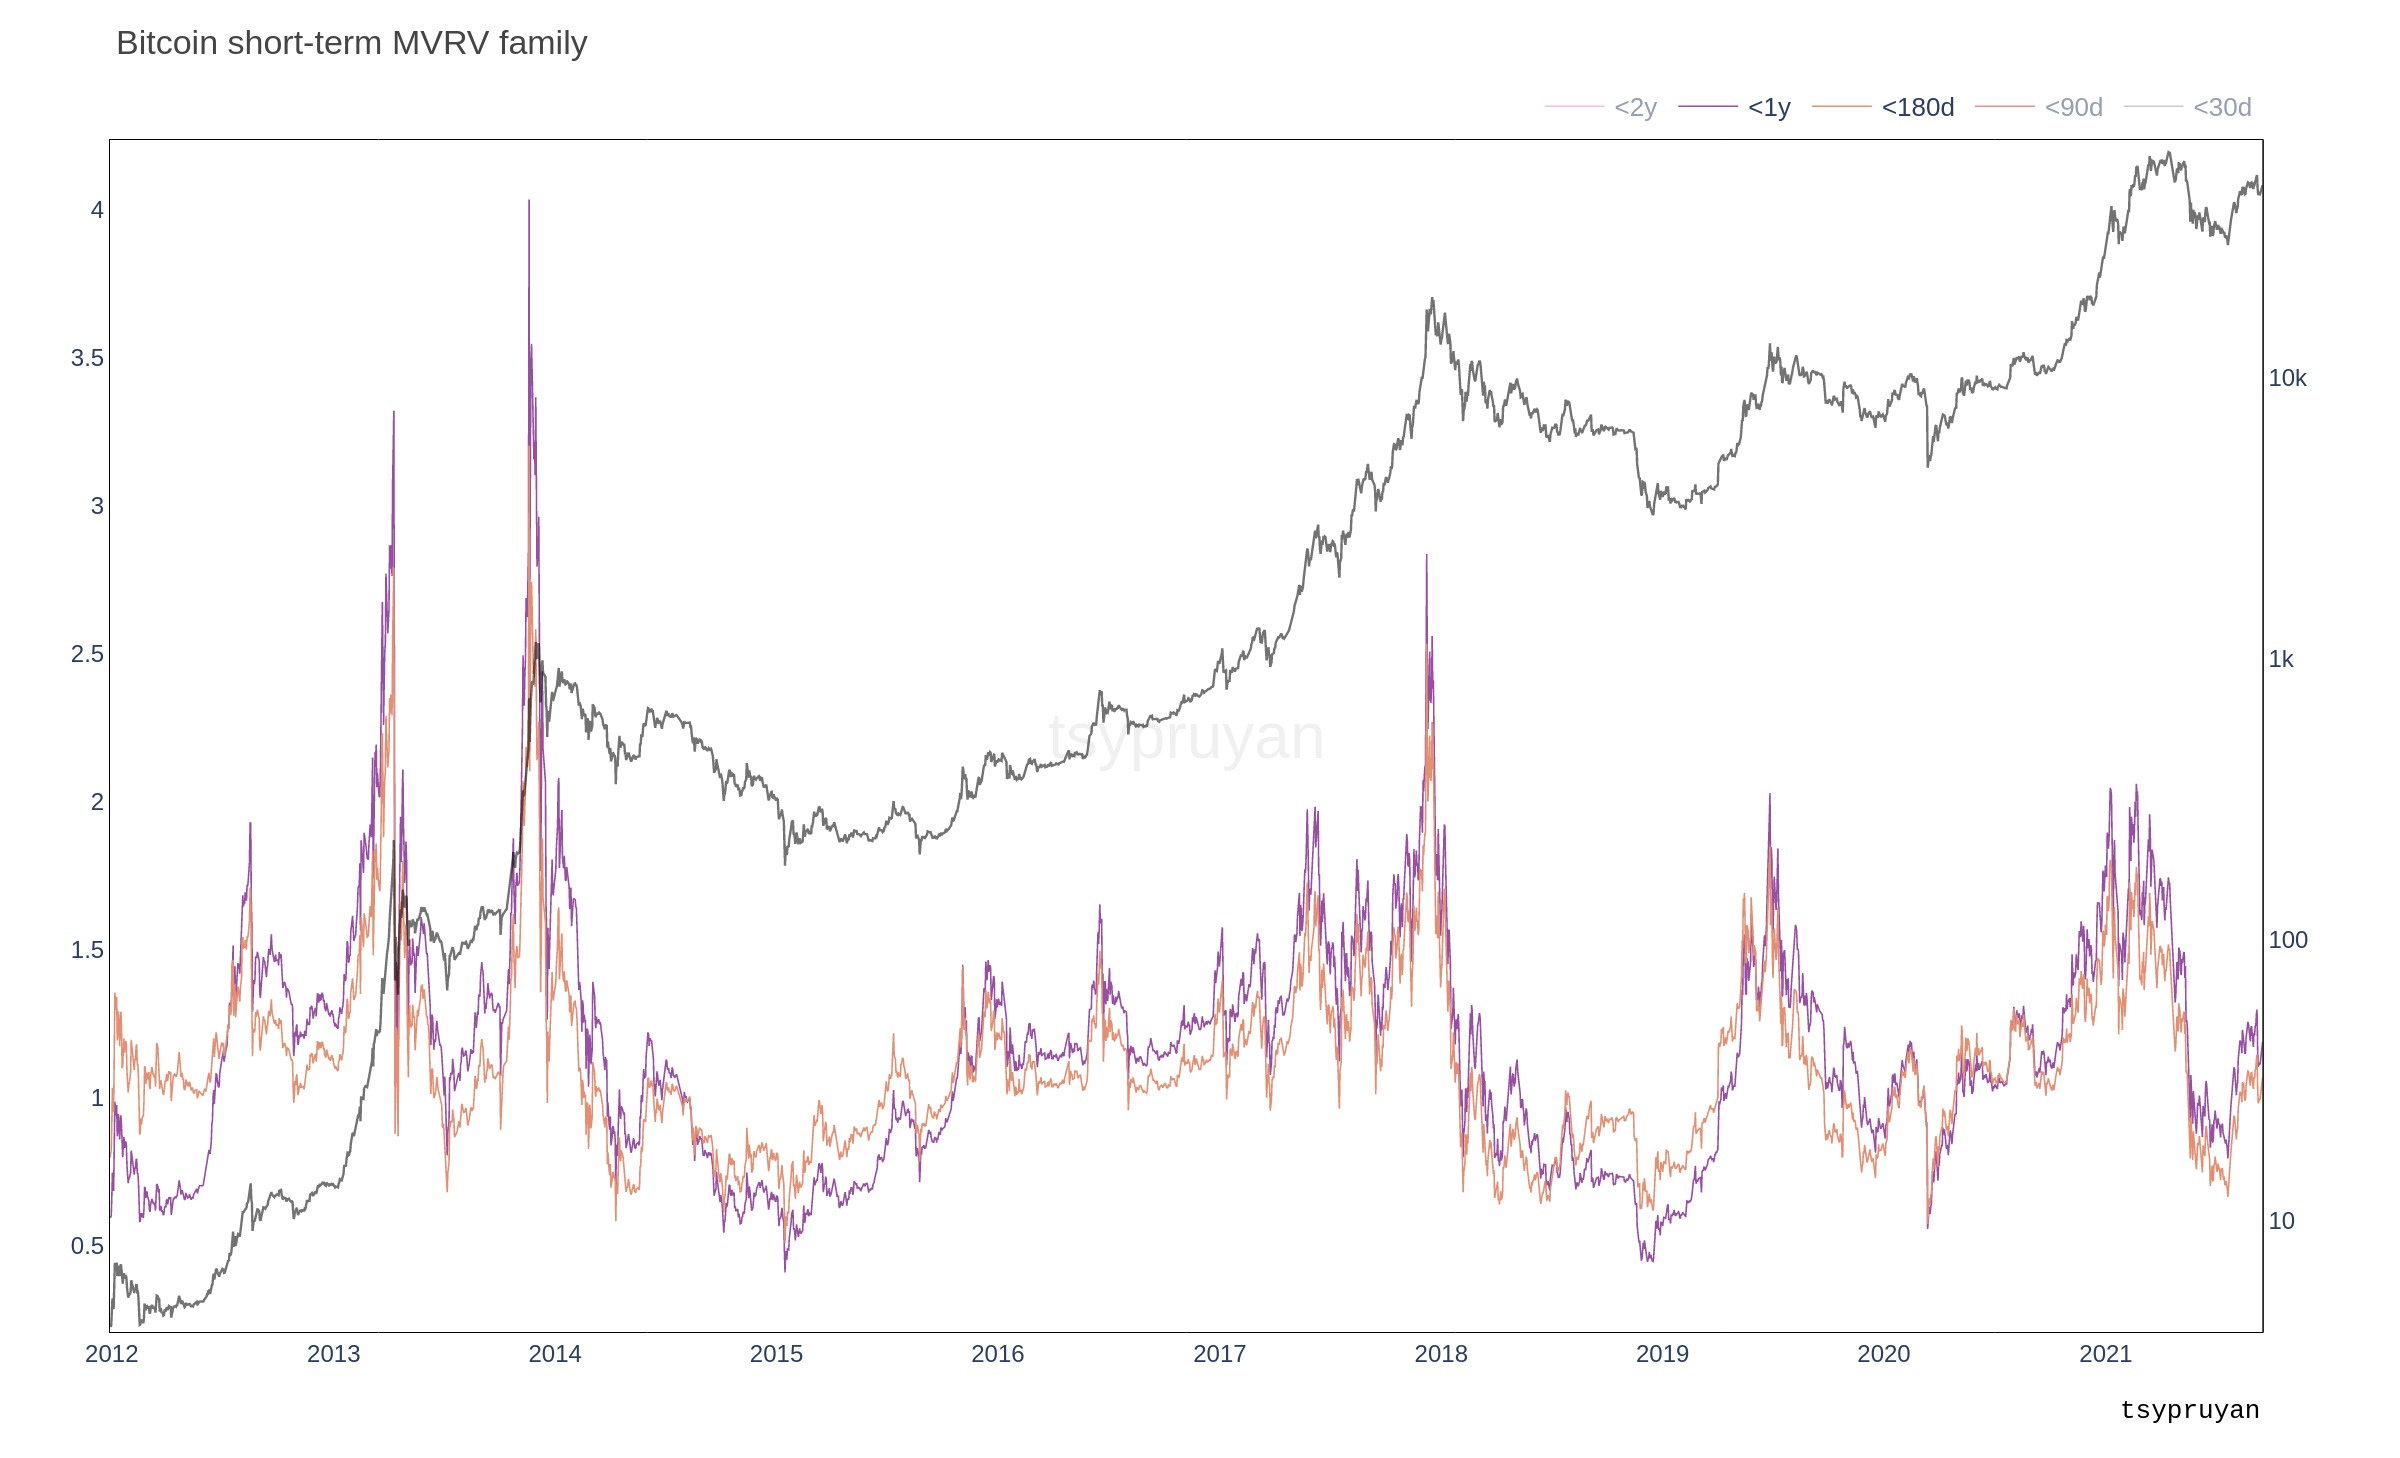 Bitcoin short-term MVRV family
<2y <1y <180d <90d <30d
4
3.5
3
2.5
2
1.5
1
0.5
10k
1k
100
10
tsypruyan
2012 2013 2014 2015 2016 2017 2018 2019 2020 2021
tsypruyan